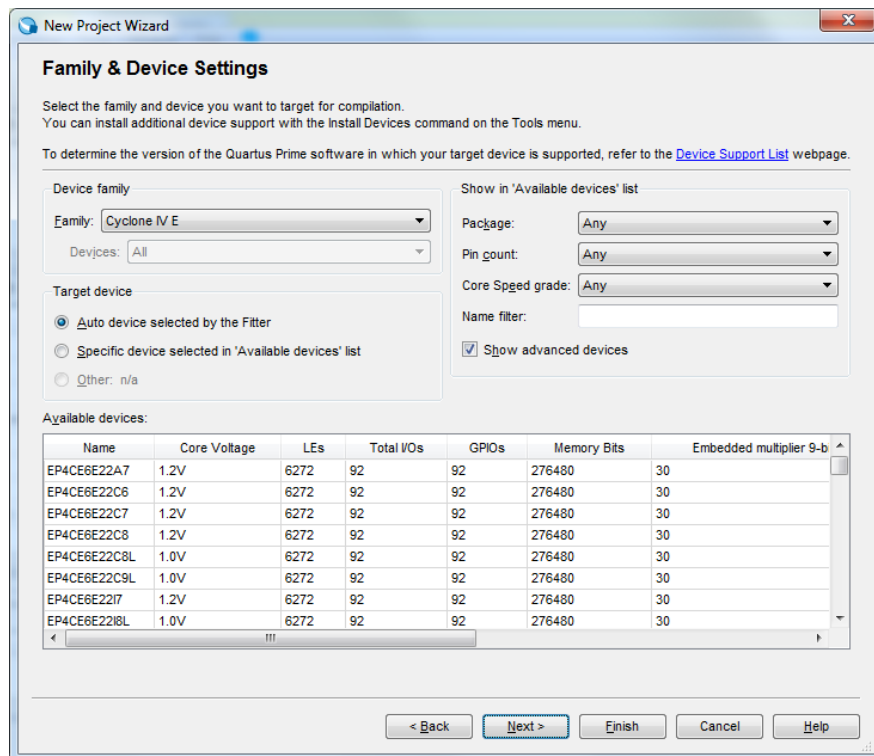 New Project Wizard
Family & Device Settings
Select the family and device you want to target for compilation.
You can install additional device support with the Install Devices command on the Tools menu.
To determine the version of the Quartus Prime software in which your target device is supported, refer to the Device Support List webpage.
Device family
Family: Cyclone IV E
Devices: All
Target device
Auto device selected by the Fitter
Specific device selected in 'Available devices' list
Other: n/a
Show in 'Available devices' list
Package: Any
Pin count: Any
Core Speed grade: Any
Name filter:
Show advanced devices
Available devices:
Name Core Voltage LEs Total I/Os GPIOs Memory Bits Embedded multiplier 9-bi
EP4CE6E22A7 1.2V 6272 92 92 276480 30
EP4CE6E22C6 1.2V 6272 92 92 276480 30
EP4CE6E22C7 1.2V 6272 92 92 276480 30
EP4CE6E22C8 1.2V 6272 92 92 276480 30
EP4CE6E22C8L 1.0V 6272 92 92 276480 30
EP4CE6E22C9L 1.0V 6272 92 92 276480 30
EP4CE6E22I7 1.2V 6272 92 92 276480 30
EP4CE6E22I8L 1.0V 6272 92 92 276480 30
< Back Next > Finish Cancel Help